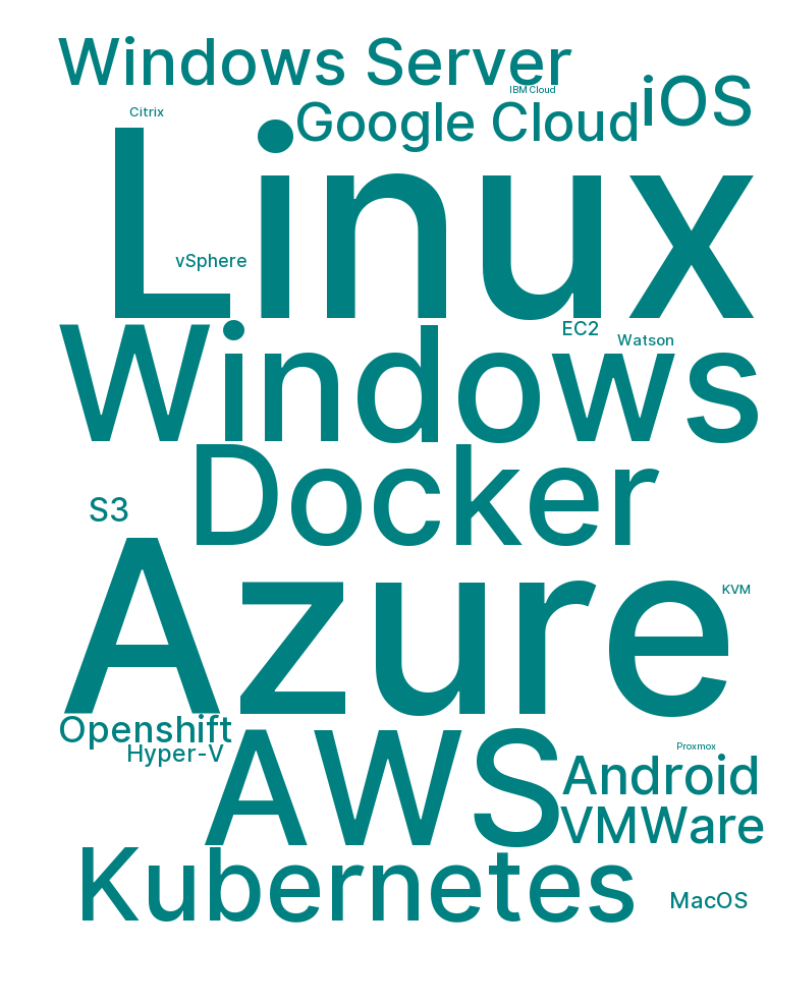 Windows Server
IBM Cloud
iOS
Citrix
Google Cloud
Linux
vSphere
EC2
Watson
Windows
Docker
S3
Azure
KVM
Openshift
Hyper-V
AWS
Proxmox
Android
VMWare
Kubernetes
MacOS